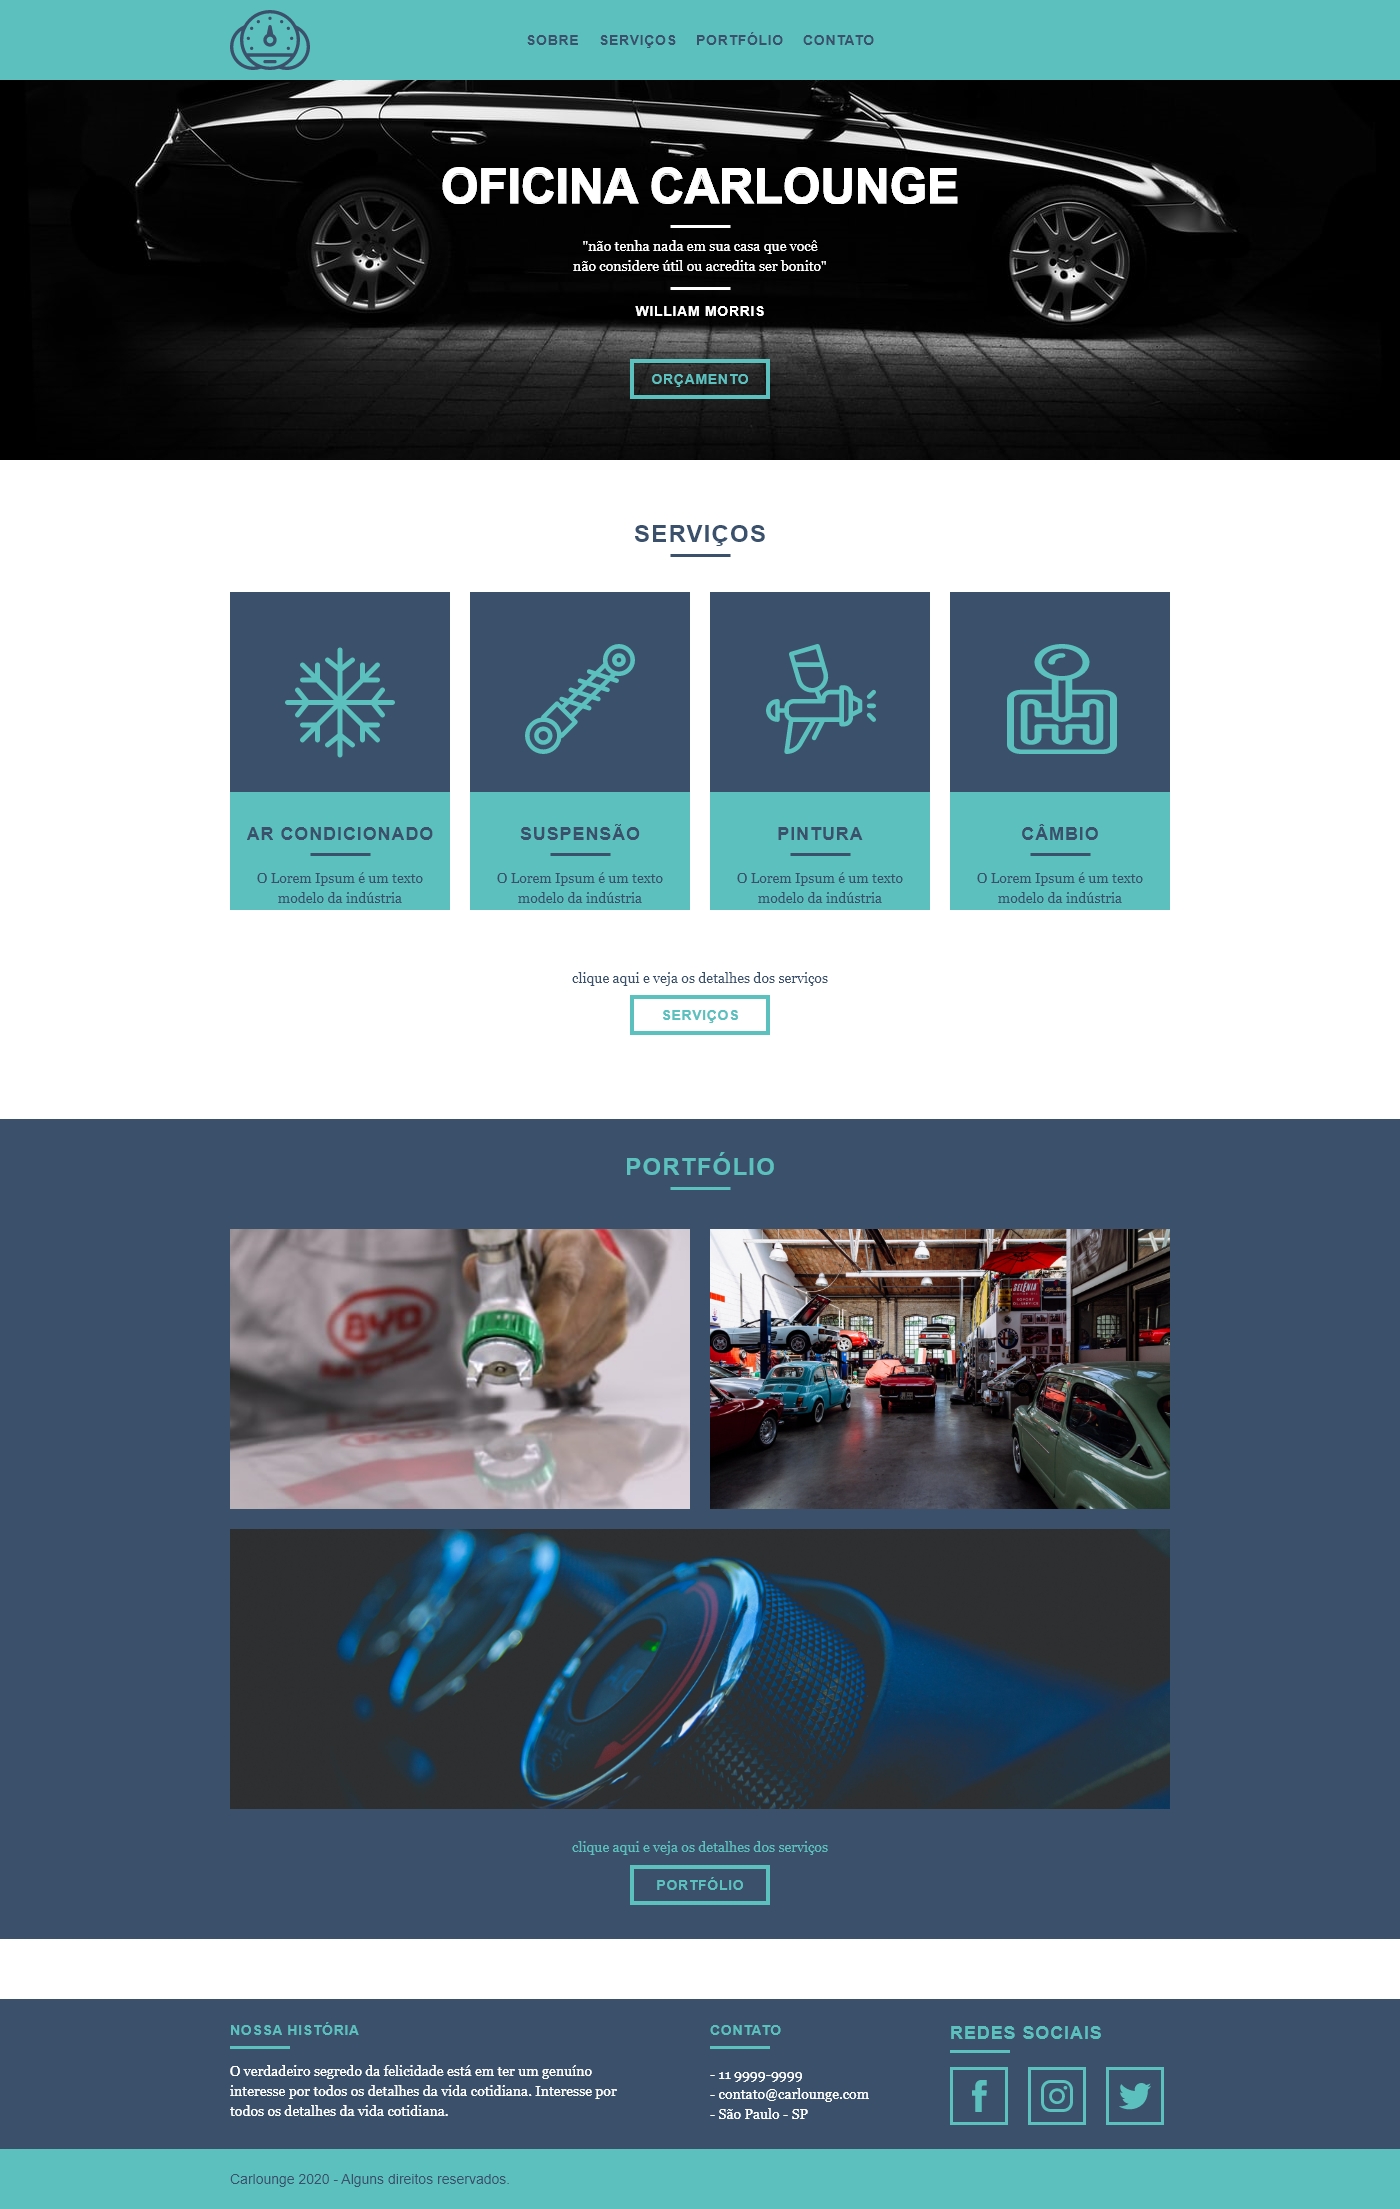 SOBRE SERVIÇOS PORTFÓLIO CONTATO
OFICINA CARLOUNGE
"não tenha nada em sua casa que você
não considere útil ou acredita ser bonito"
WILLIAM MORRIS
ORÇAMENTO
SERVIÇOS
AR CONDICIONADO
O Lorem Ipsum é um texto
modelo da indústria
SUSPENSÃO
O Lorem Ipsum é um texto
modelo da indústria
PINTURA
O Lorem Ipsum é um texto
modelo da indústria
CÂMBIO
O Lorem Ipsum é um texto
modelo da indústria
clique aqui e veja os detalhes dos serviços
SERVIÇOS
PORTFÓLIO
BYD
SELENIA
clique aqui e veja os detalhes dos serviços
PORTFÓLIO
NOSSA HISTÓRIA
O verdadeiro segredo da felicidade está em ter um genuíno
interesse por todos os detalhes da vida cotidiana. Interesse por
todos os detalhes da vida cotidiana.
CONTATO
- 11 9999-9999
- contato@carlounge.com
- São Paulo - SP
REDES SOCIAIS
Carlounge 2020 - Alguns direitos reservados.